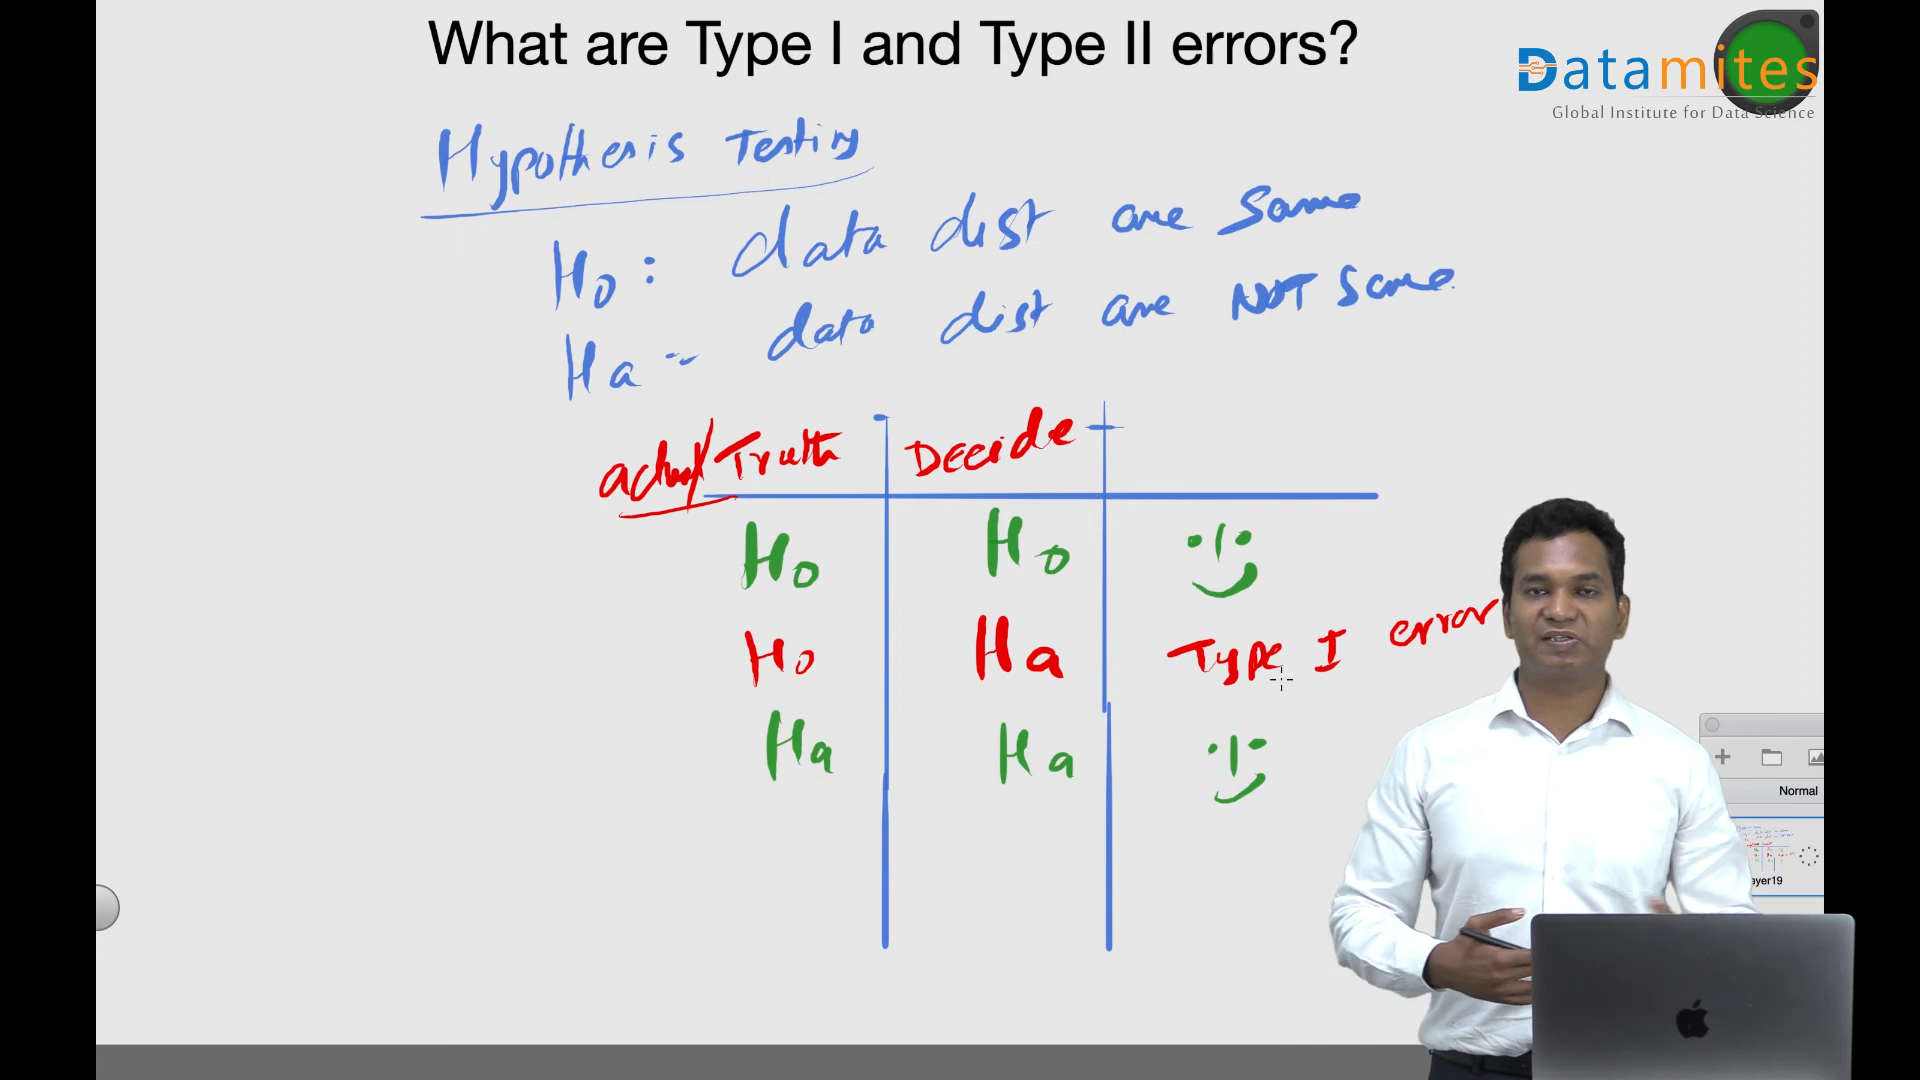 What are Type I and Type II errors?
Datamites
Global Institute for Data Science
Hypothesis Testing
H0: data dist are same
Ha - data dist are NOT same
actual/Truth Decide
H0 H0
H0 Ha Type I error
Ha Ha
Normal
ayer19